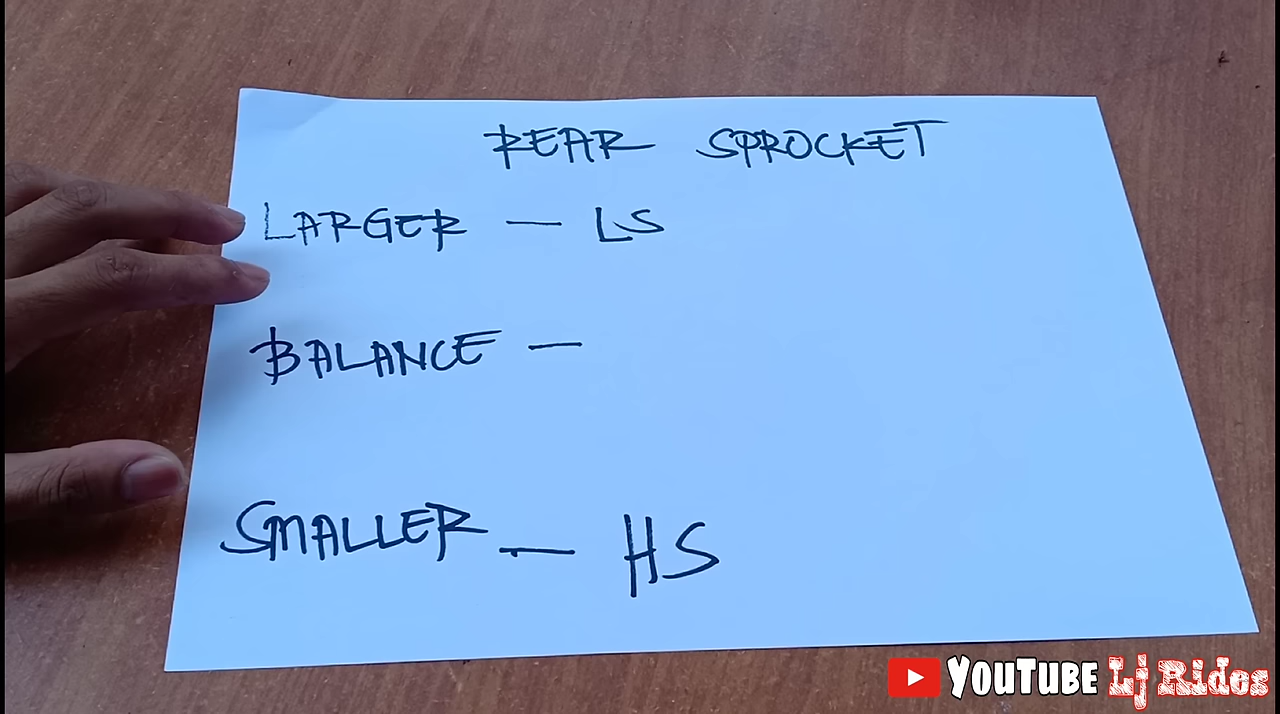 REAR SPROCKET
LARGER — LS
BALANCE —
SMALLER — HS
YOUTUBE Lj Rides